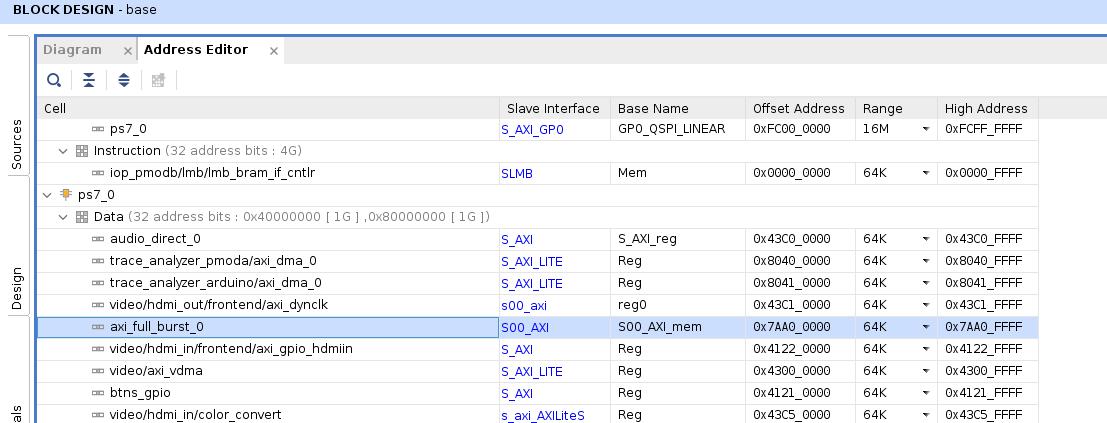 BLOCK DESIGN - base
Diagram × Address Editor ×
Cell Slave Interface Base Name Offset Address Range High Address
ps7_0 S_AXI_GP0 GP0_QSPI_LINEAR 0xFC00_0000 16M 0xFCFF_FFFF
Instruction (32 address bits : 4G)
iop_pmodb/lmb/lmb_bram_if_cntlr SLMB Mem 0x0000_0000 64K 0x0000_FFFF
ps7_0
Data (32 address bits : 0x40000000 [ 1G ] ,0x80000000 [ 1G ])
audio_direct_0 S_AXI S_AXI_reg 0x43C0_0000 64K 0x43C0_FFFF
trace_analyzer_pmoda/axi_dma_0 S_AXI_LITE Reg 0x8040_0000 64K 0x8040_FFFF
trace_analyzer_arduino/axi_dma_0 S_AXI_LITE Reg 0x8041_0000 64K 0x8041_FFFF
video/hdmi_out/frontend/axi_dynclk s00_axi reg0 0x43C1_0000 64K 0x43C1_FFFF
axi_full_burst_0 S00_AXI S00_AXI_mem 0x7AA0_0000 64K 0x7AA0_FFFF
video/hdmi_in/frontend/axi_gpio_hdmiin S_AXI Reg 0x4122_0000 64K 0x4122_FFFF
video/axi_vdma S_AXI_LITE Reg 0x4300_0000 64K 0x4300_FFFF
btns_gpio S_AXI Reg 0x4121_0000 64K 0x4121_FFFF
video/hdmi_in/color_convert s_axi_AXILiteS Reg 0x43C5_0000 64K 0x43C5_FFFF
Sources
Design
als